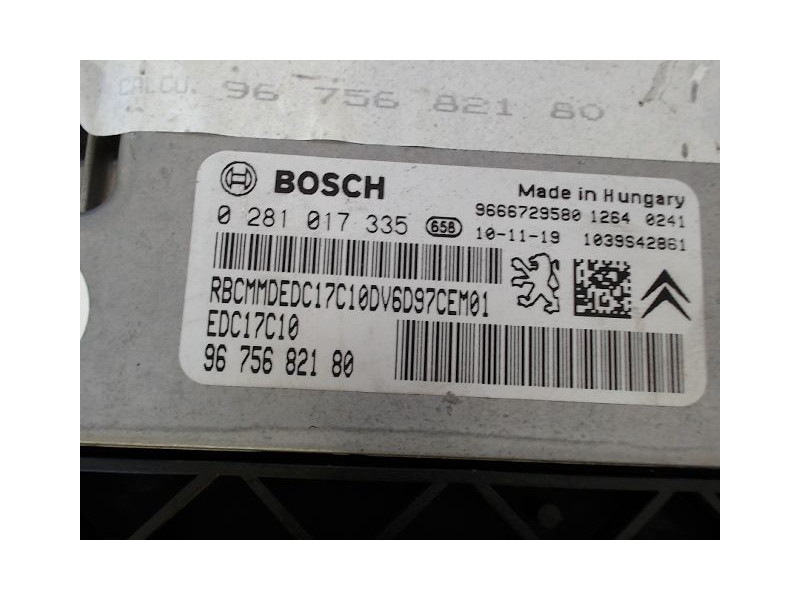 CALCU. 96 756 821 80
BOSCH
Made in Hungary
0 281 017 335 658
9666729580 1264 0241
10-11-19 1039S42861
RBCMMDEDC17C10DV6D97CEM01
EDC17C10
96 756 821 80